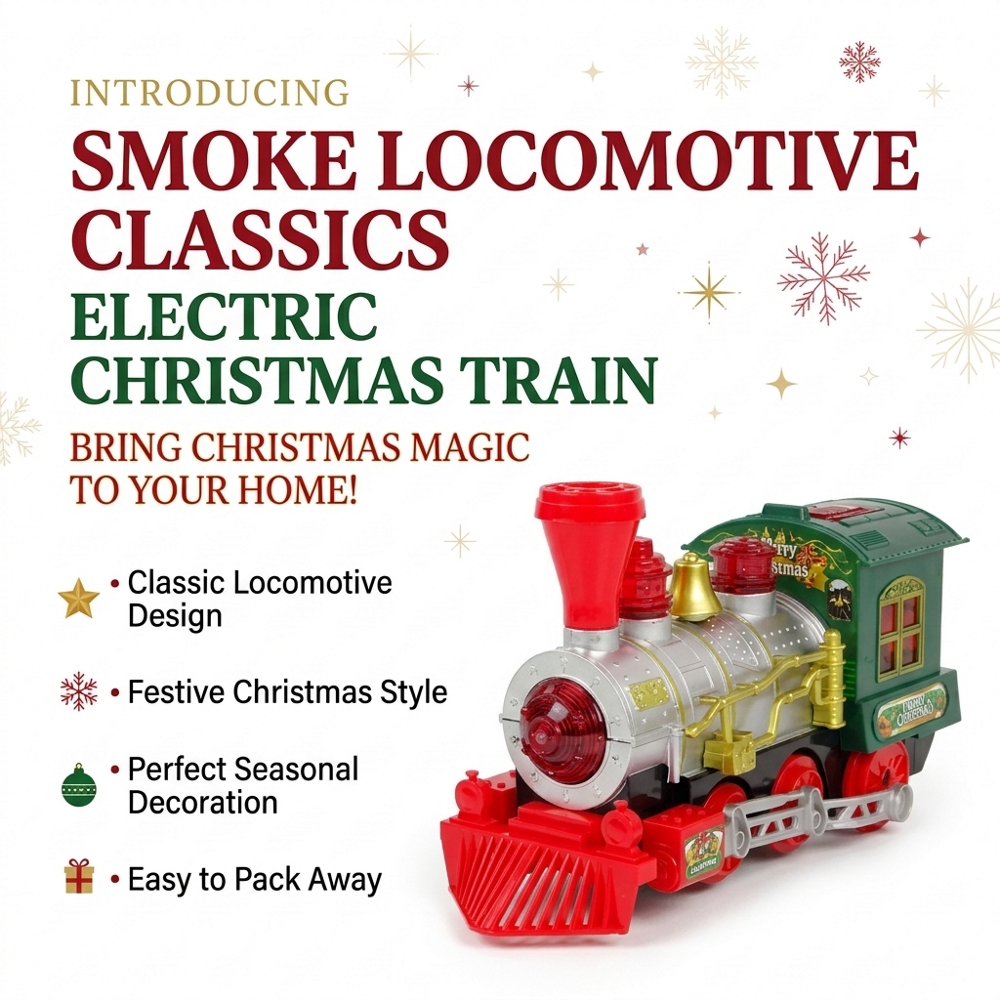 INTRODUCING
SMOKE LOCOMOTIVE
CLASSICS
ELECTRIC
CHRISTMAS TRAIN
BRING CHRISTMAS MAGIC
TO YOUR HOME!
• Classic Locomotive
Design
• Festive Christmas Style
• Perfect Seasonal
Decoration
• Easy to Pack Away